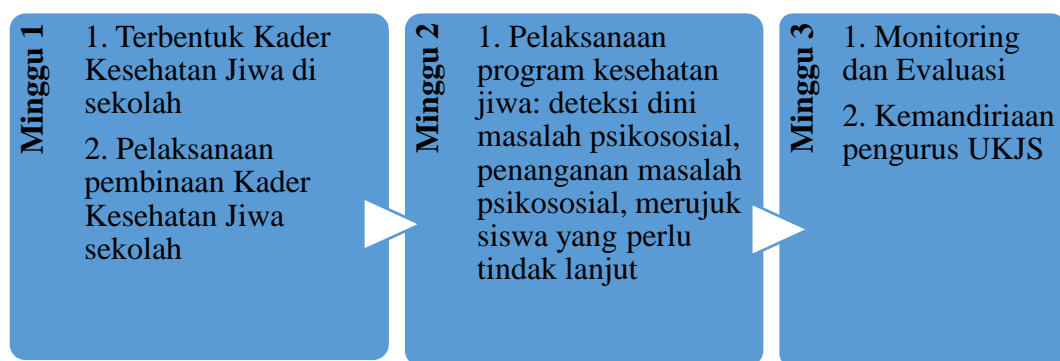 Minggu 1
1. Terbentuk Kader
Kesehatan Jiwa di
sekolah
2. Pelaksanaan
pembinaan Kader
Kesehatan Jiwa
sekolah
Minggu 2
1. Pelaksanaan
program kesehatan
jiwa: deteksi dini
masalah psikososial,
penanganan masalah
psikososial, merujuk
siswa yang perlu
tindak lanjut
Minggu 3
1. Monitoring
dan Evaluasi
2. Kemandiriaan
pengurus UKJS